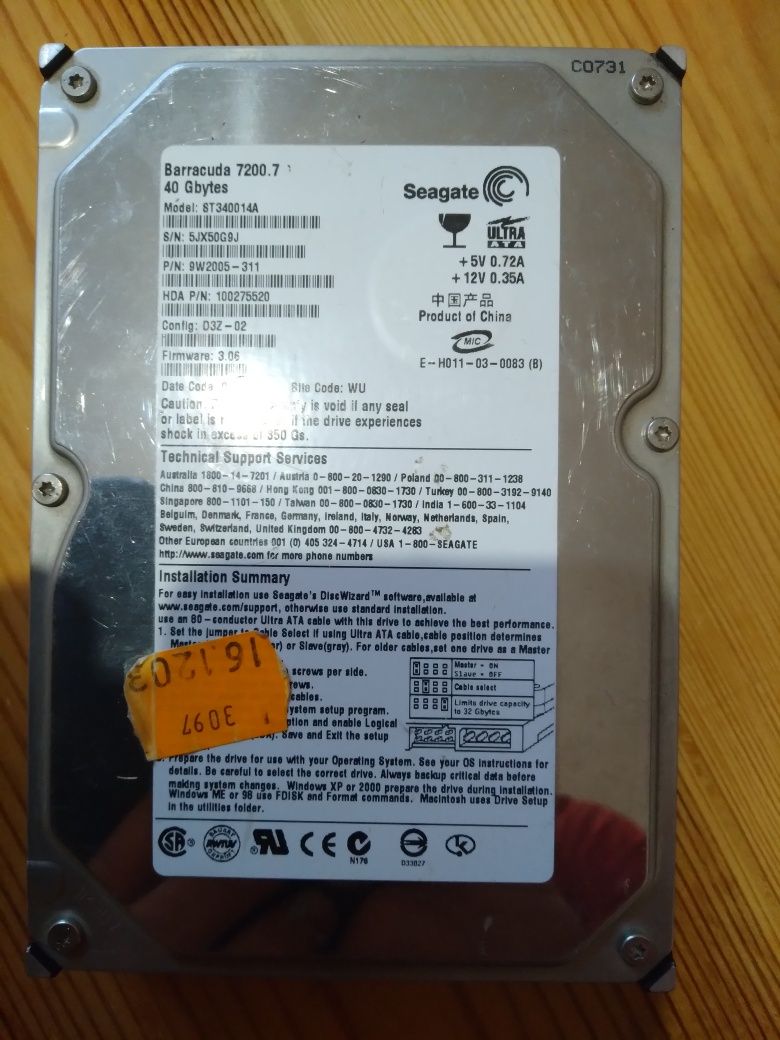 CO731
Barracuda 7200.7
40 Gbytes
Model: ST340014A
S/N: 5JX50G9J
P/N: 9W2005-311
HDA P/N: 100275520
Config: D3Z-02
Firmware: 3.06
Date Code: Site Code: WU
Caution: is void if any seal
or label is if the drive experiences
shock in excess of 350 Gs.
Seagate
ULTRA
ATA
+5V 0.72A
+12V 0.35A
中国产品
Product of China
MIC
E-H011-03-0083 (B)
Technical Support Services
Australia 1800-14-7201 / Austria 0-800-20-1290 / Poland 00-800-311-1238
China 800-810-9668 / Hong Kong 001-800-0830-1730 / Turkey 00-800-3192-9140
Singapore 800-1101-150 / Taiwan 00-800-0830-1730 / India 1-600-33-1104
Belguim, Denmark, France, Germany, Ireland, Italy, Norway, Netherlands, Spain,
Sweden, Switzerland, United Kingdom 00-800-4732-4283
Other European countries 001 (0) 405 324-4714 / USA 1-800-SEAGATE
http://www.seagate.com for more phone numbers
Installation Summary
For easy installation use Seagate's DiscWizard™ software,available at
www.seagate.com/support, otherwise use standard installation.
use an 80-conductor Ultra ATA cable with this drive to achieve the best performance.
1. Set the jumper to Cable Select if using Ultra ATA cable,cable position determines
or Slave(gray). For older cables,set one drive as a Master
screws per side.
cables.
system setup program.
and enable Logical
Save and Exit the setup
Master - ON
Slave - OFF
Cable select
Limits drive capacity
to 32 Gbytes
16.1203
3097
Prepare the drive for use with your Operating System. See your OS instructions for
details. Be careful to select the correct drive. Always backup critical data before
making system changes. Windows XP or 2000 prepare the drive during installation.
Windows ME or 98 use FDISK and Format commands. Macintosh uses Drive Setup
in the utilities folder.
N176
D33027